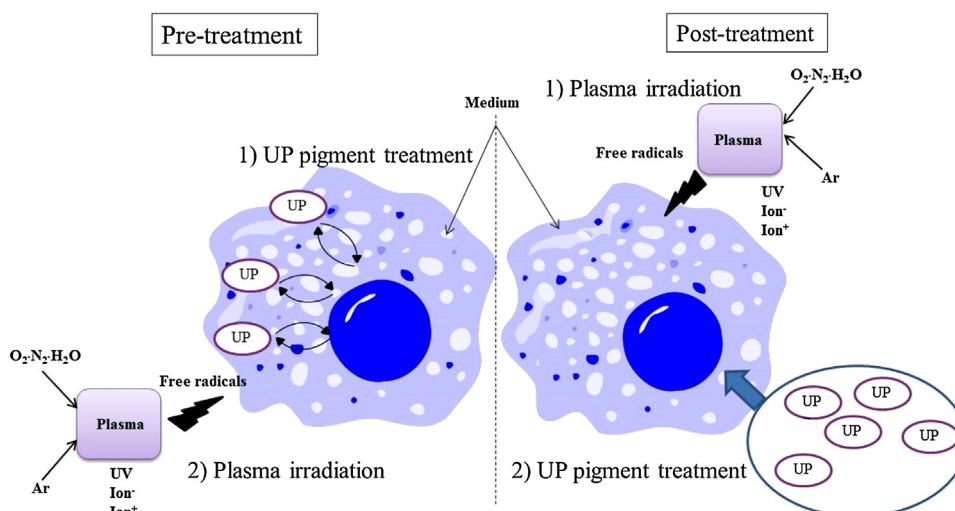 Pre-treatment
Post-treatment
1) Plasma irradiation
O₂·N₂·H₂O
Medium
Plasma
Free radicals
Ar
UV
Ion⁻
Ion⁺
1) UP pigment treatment
UP
UP
UP
O₂·N₂·H₂O
Free radicals
Plasma
2) Plasma irradiation
Ar
UV
Ion⁻
Ion⁺
2) UP pigment treatment
UP
UP
UP
UP
UP